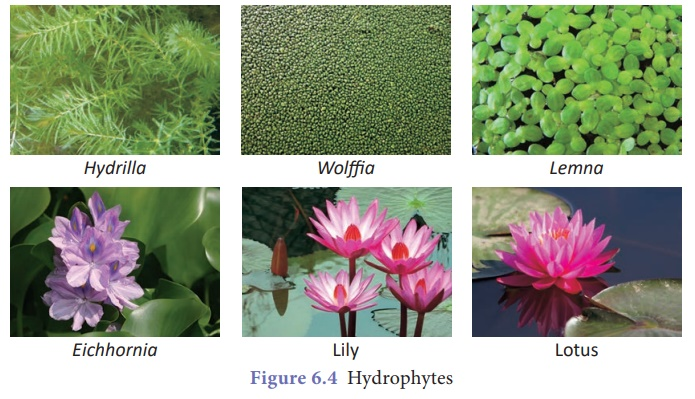 Hydrilla
Wolffia
Lemna
Eichhornia
Lily
Lotus
Figure 6.4 Hydrophytes